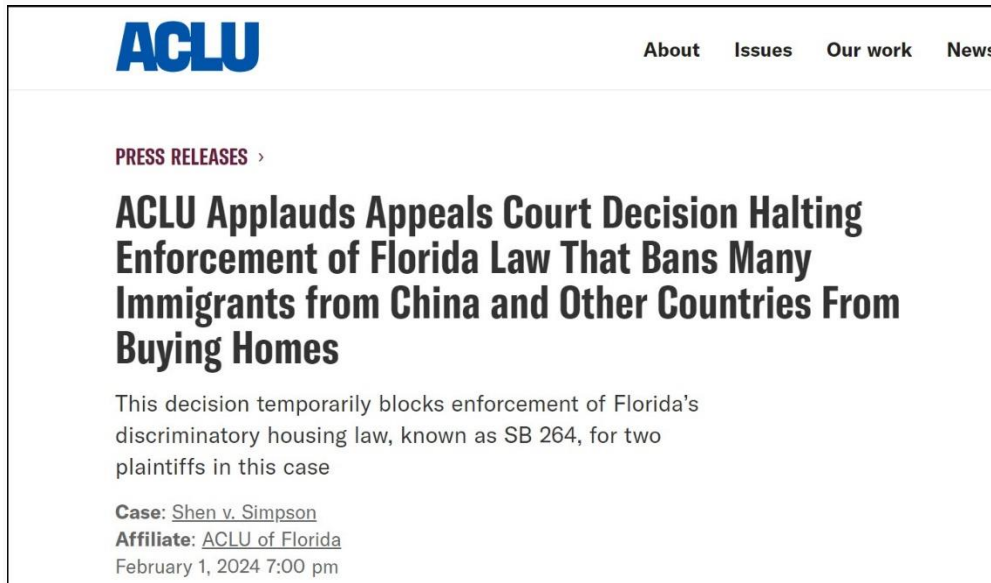 ACLU
About Issues Our work News
PRESS RELEASES ›
ACLU Applauds Appeals Court Decision Halting
Enforcement of Florida Law That Bans Many
Immigrants from China and Other Countries From
Buying Homes
This decision temporarily blocks enforcement of Florida’s
discriminatory housing law, known as SB 264, for two
plaintiffs in this case
Case: Shen v. Simpson
Affiliate: ACLU of Florida
February 1, 2024 7:00 pm